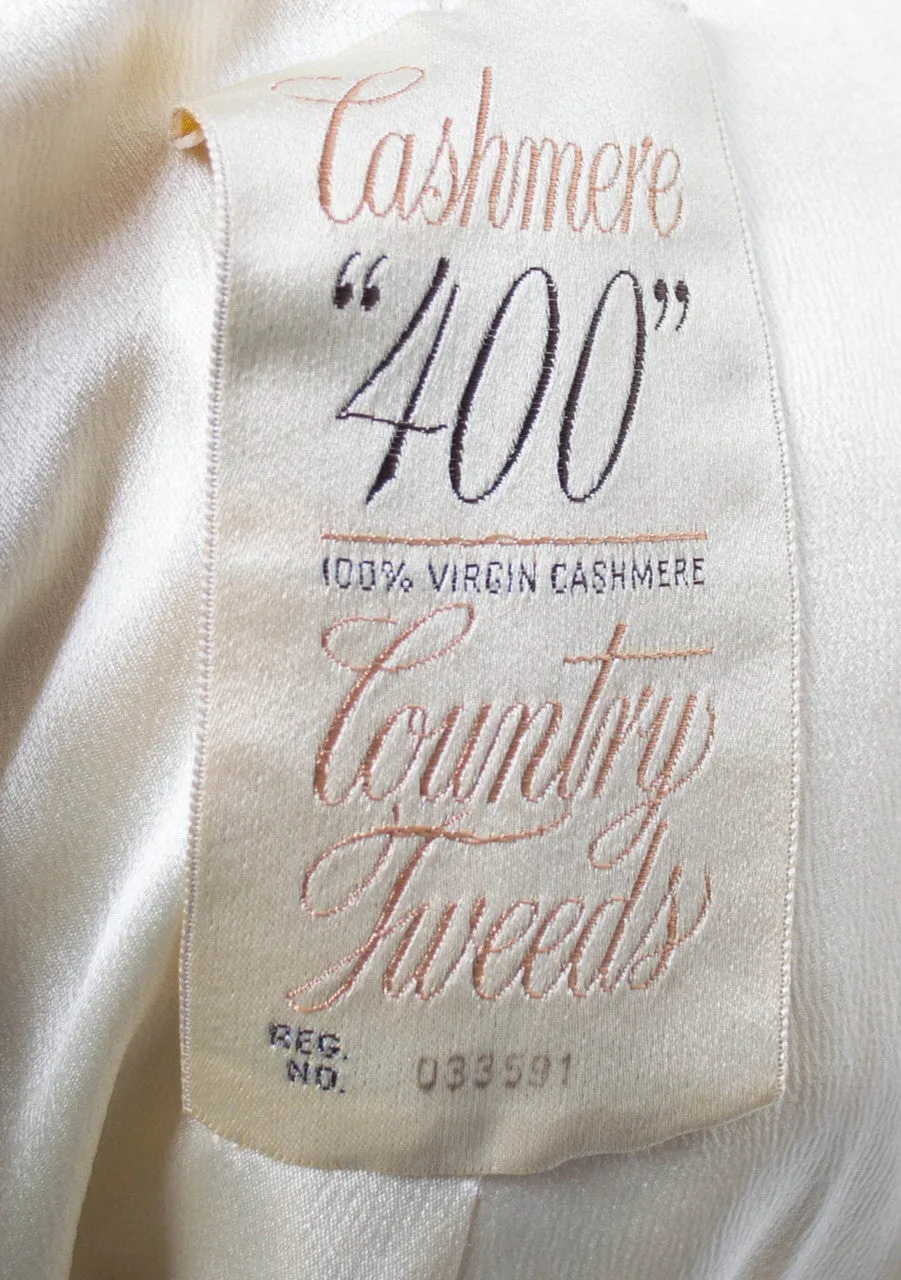 Cashmere
“400”
100% VIRGIN CASHMERE
Country
Tweeds
REG.
NO. 033591